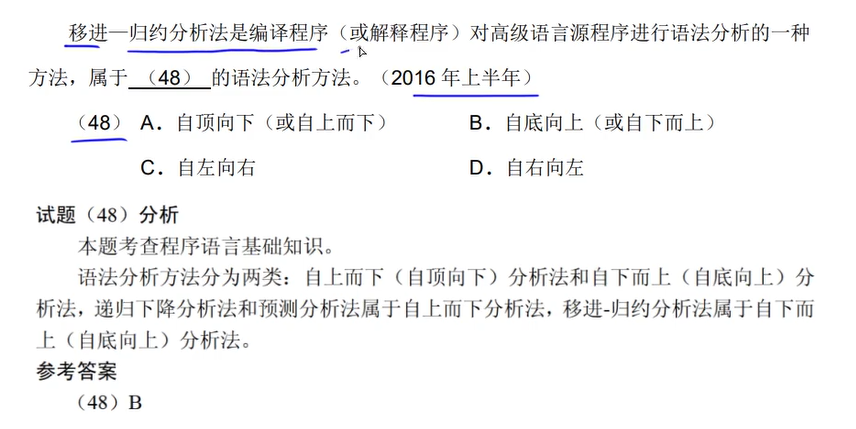 移进—归约分析法是编译程序（或解释程序）对高级语言源程序进行语法分析的一种
方法，属于 （48） 的语法分析方法。（2016 年上半年）
（48） A．自顶向下（或自上而下） B．自底向上（或自下而上）
C．自左向右 D．自右向左
试题（48）分析
本题考查程序语言基础知识。
语法分析方法分为两类：自上而下（自顶向下）分析法和自下而上（自底向上）分
析法，递归下降分析法和预测分析法属于自上而下分析法，移进-归约分析法属于自下而
上（自底向上）分析法。
参考答案
（48）B